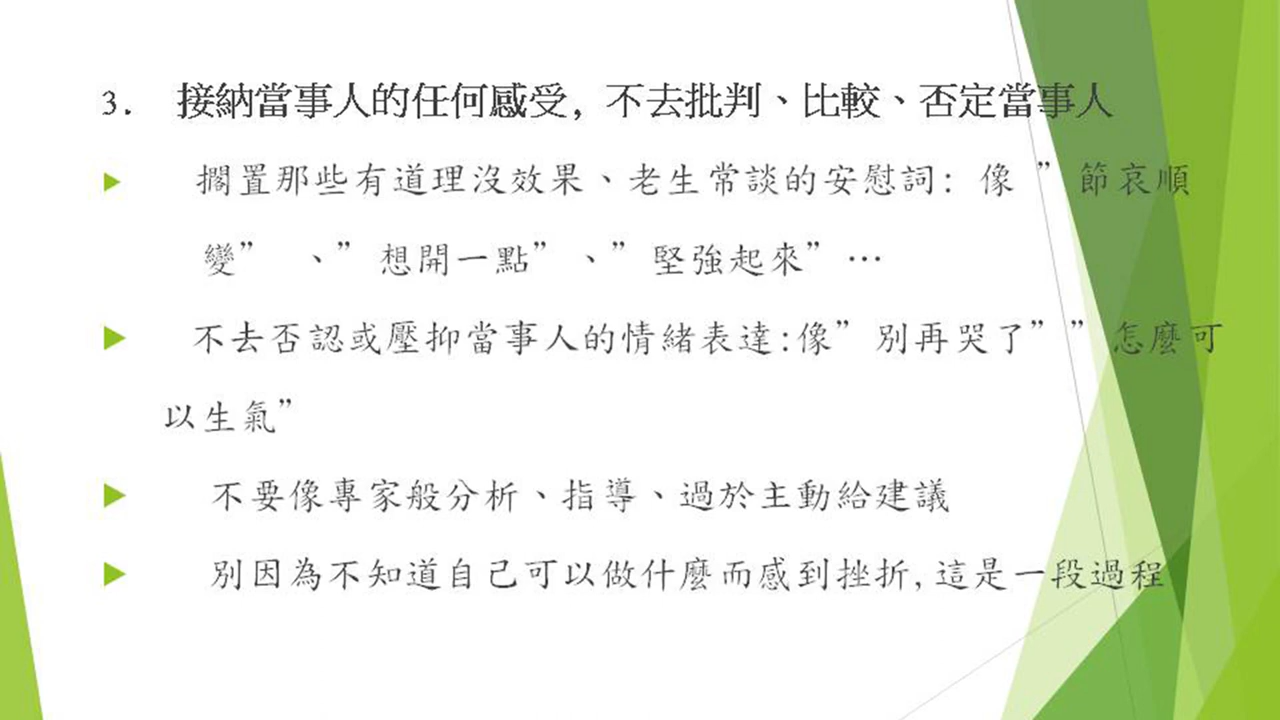 3. 接納當事人的任何感受, 不去批判、比較、否定當事人
擱置那些有道理沒效果、老生常談的安慰詞: 像 ”節哀順
變” 、”想開一點”、”堅強起來”…
不去否認或壓抑當事人的情緒表達:像”別再哭了””怎麼可
以生氣”
不要像專家般分析、指導、過於主動給建議
別因為不知道自己可以做什麼而感到挫折,這是一段過程